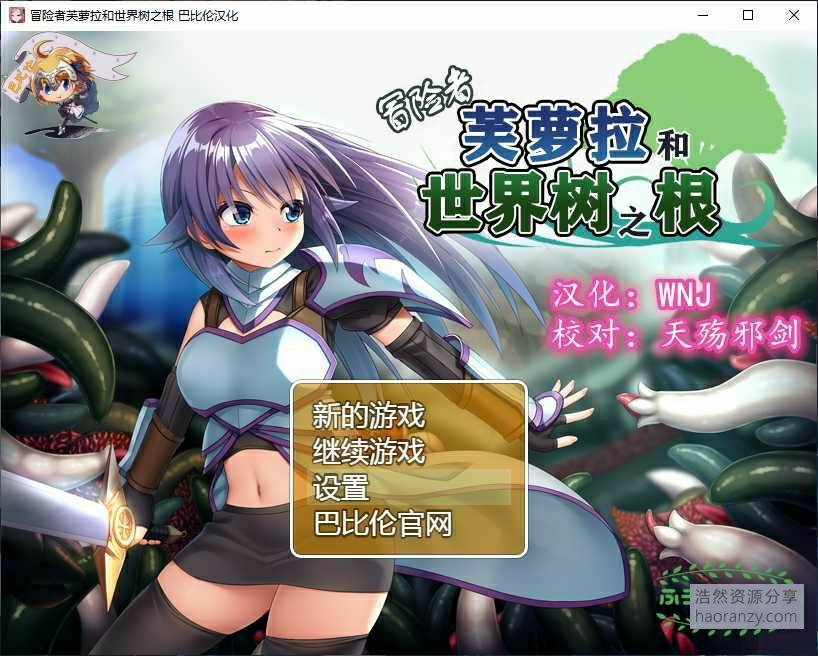 冒险者芙萝拉和世界树之根 巴比伦汉化
冒险者
芙萝拉和
世界树之根
汉化：WNJ
校对：天殇邪剑
新的游戏
继续游戏
设置
巴比伦官网
浩然资源分享
haoranzy.com